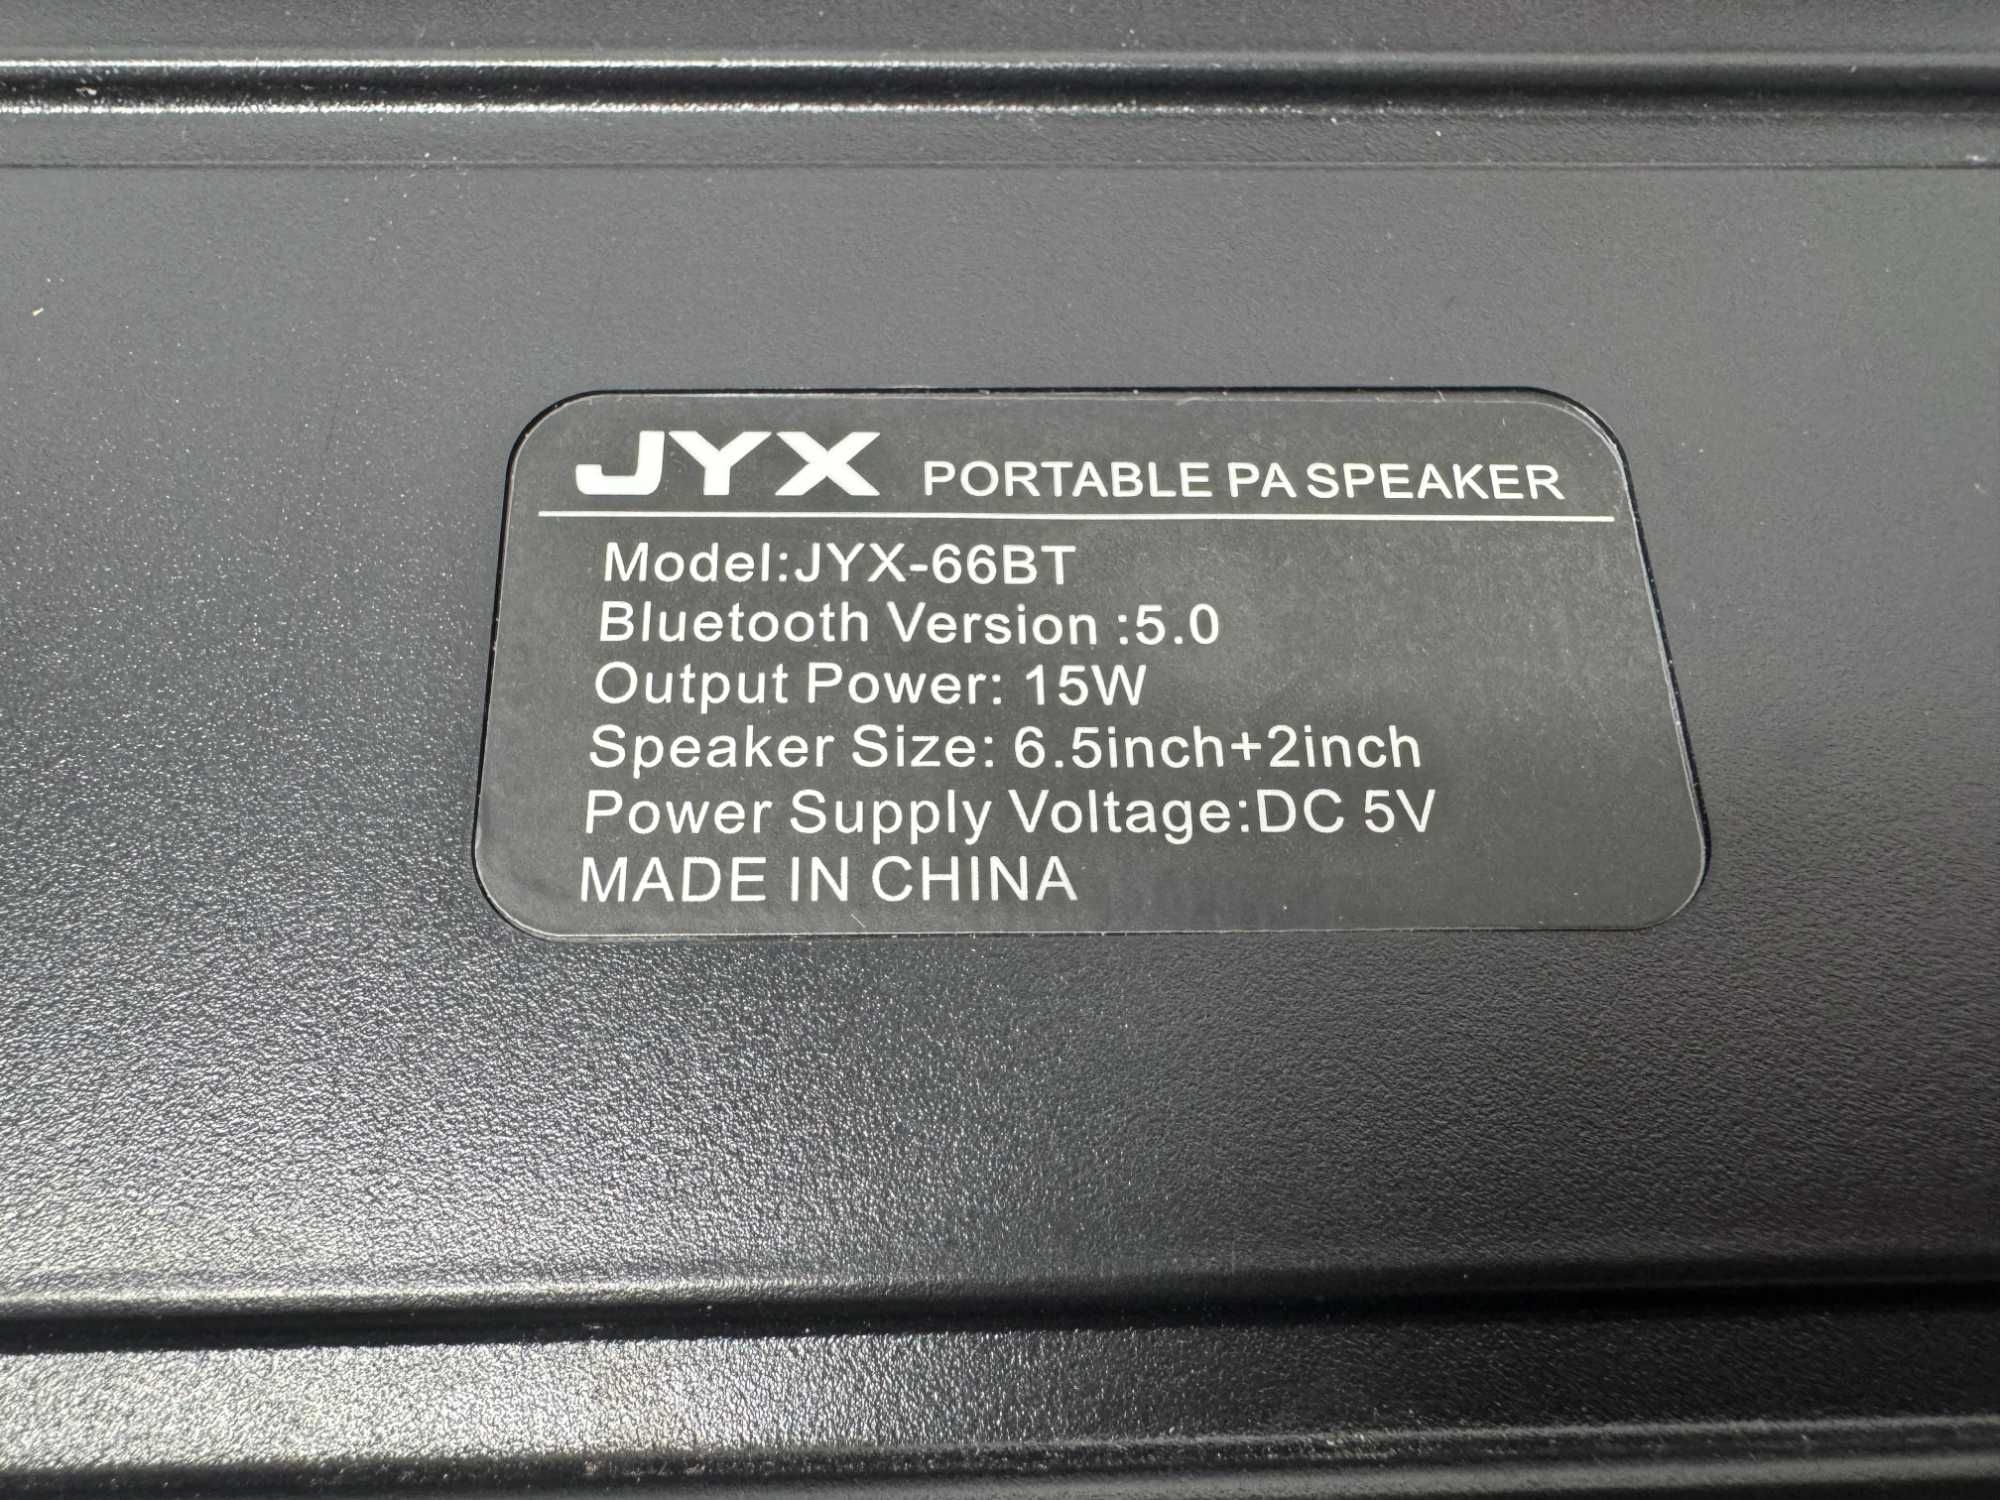 JYX PORTABLE PA SPEAKER
Model:JYX-66BT
Bluetooth Version :5.0
Output Power: 15W
Speaker Size: 6.5inch+2inch
Power Supply Voltage:DC 5V
MADE IN CHINA